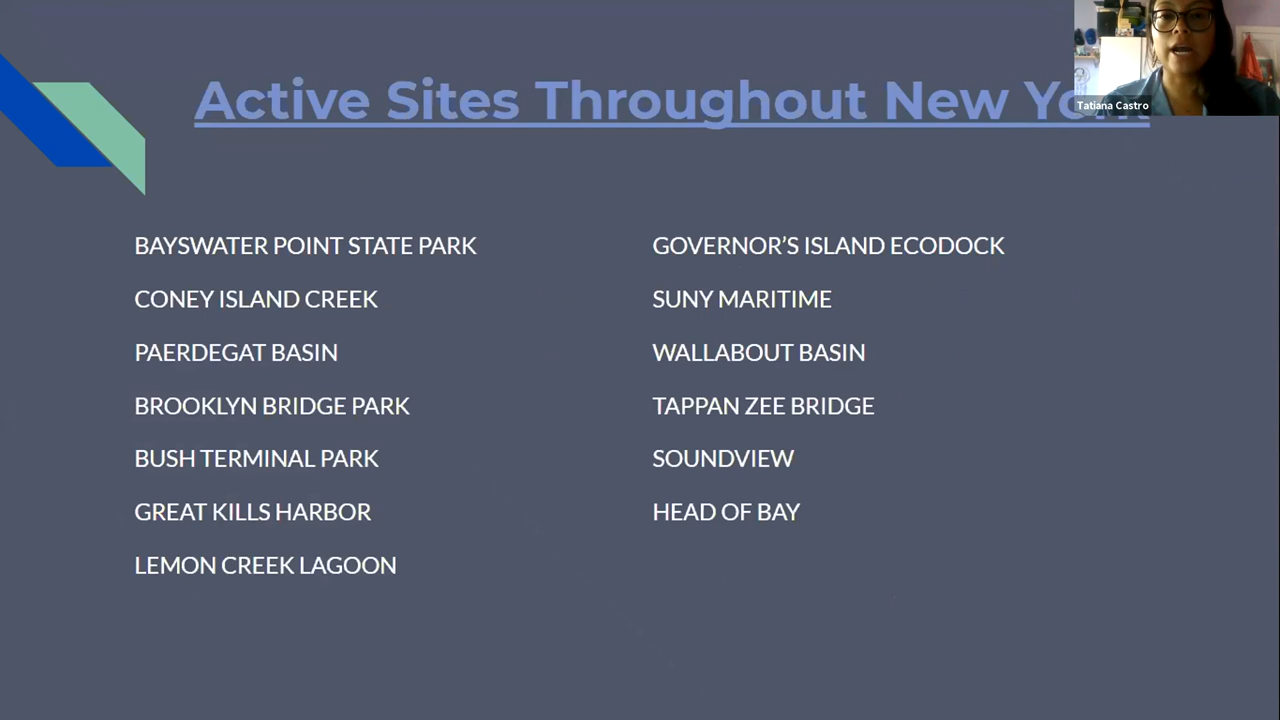 Active Sites Throughout New
Tatiana Castro
BAYSWATER POINT STATE PARK
CONEY ISLAND CREEK
PAERDEGAT BASIN
BROOKLYN BRIDGE PARK
BUSH TERMINAL PARK
GREAT KILLS HARBOR
LEMON CREEK LAGOON
GOVERNOR’S ISLAND ECODOCK
SUNY MARITIME
WALLABOUT BASIN
TAPPAN ZEE BRIDGE
SOUNDVIEW
HEAD OF BAY